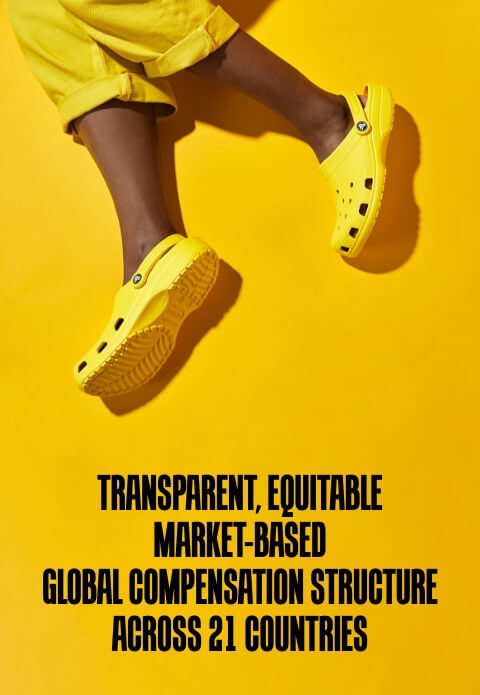 TRANSPARENT, EQUITABLE
MARKET-BASED
GLOBAL COMPENSATION STRUCTURE
ACROSS 21 COUNTRIES